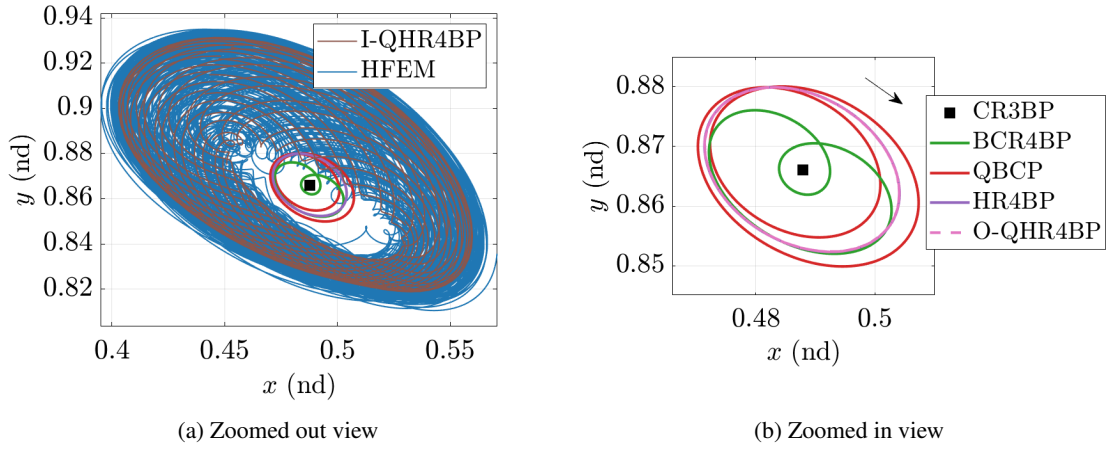 0.94
0.92
0.9
0.88
0.86
0.84
0.82
y (nd)
0.4
0.45
0.5
0.55
x (nd)
I-QHR4BP
HFEM
(a) Zoomed out view
0.88
0.87
0.86
0.85
y (nd)
0.48
0.5
x (nd)
CR3BP
BCR4BP
QBCP
HR4BP
O-QHR4BP
(b) Zoomed in view